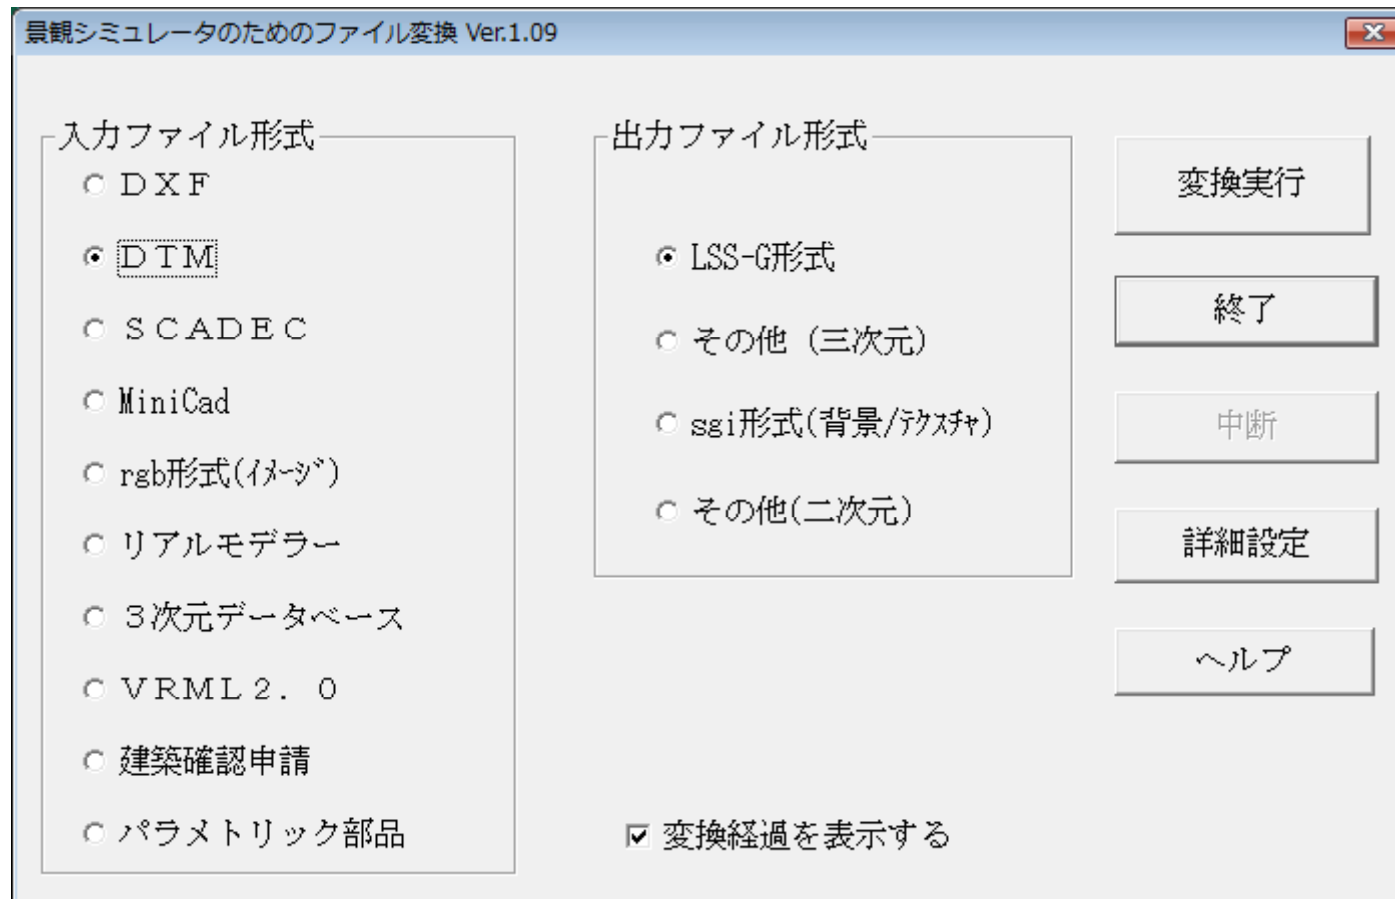 景観シミュレータのためのファイル変換 Ver.1.09
入力ファイル形式
ＤＸＦ
ＤＴＭ
ＳＣＡＤＥＣ
MiniCad
rgb形式(ｲﾒｰｼﾞ)
リアルモデラー
３次元データベース
ＶＲＭＬ２．０
建築確認申請
パラメトリック部品
出力ファイル形式
LSS-G形式
その他（三次元）
sgi形式(背景/ﾃｸｽﾁｬ)
その他(二次元)
変換経過を表示する
変換実行
終了
中断
詳細設定
ヘルプ